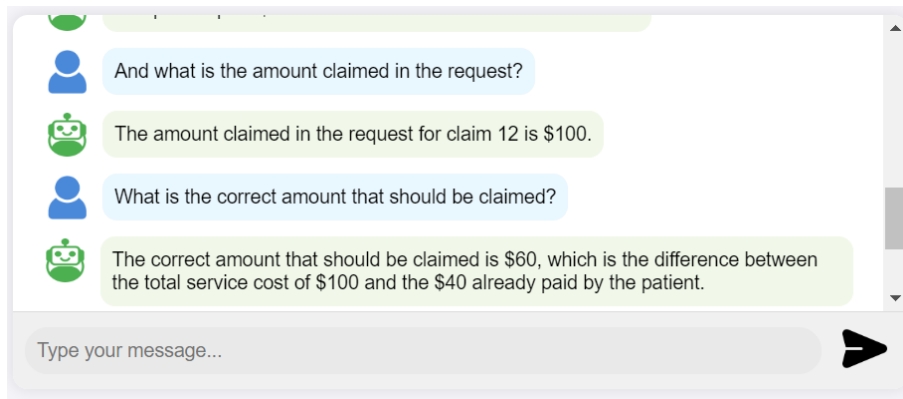 And what is the amount claimed in the request?
The amount claimed in the request for claim 12 is $100.
What is the correct amount that should be claimed?
The correct amount that should be claimed is $60, which is the difference between
the total service cost of $100 and the $40 already paid by the patient.
Type your message...